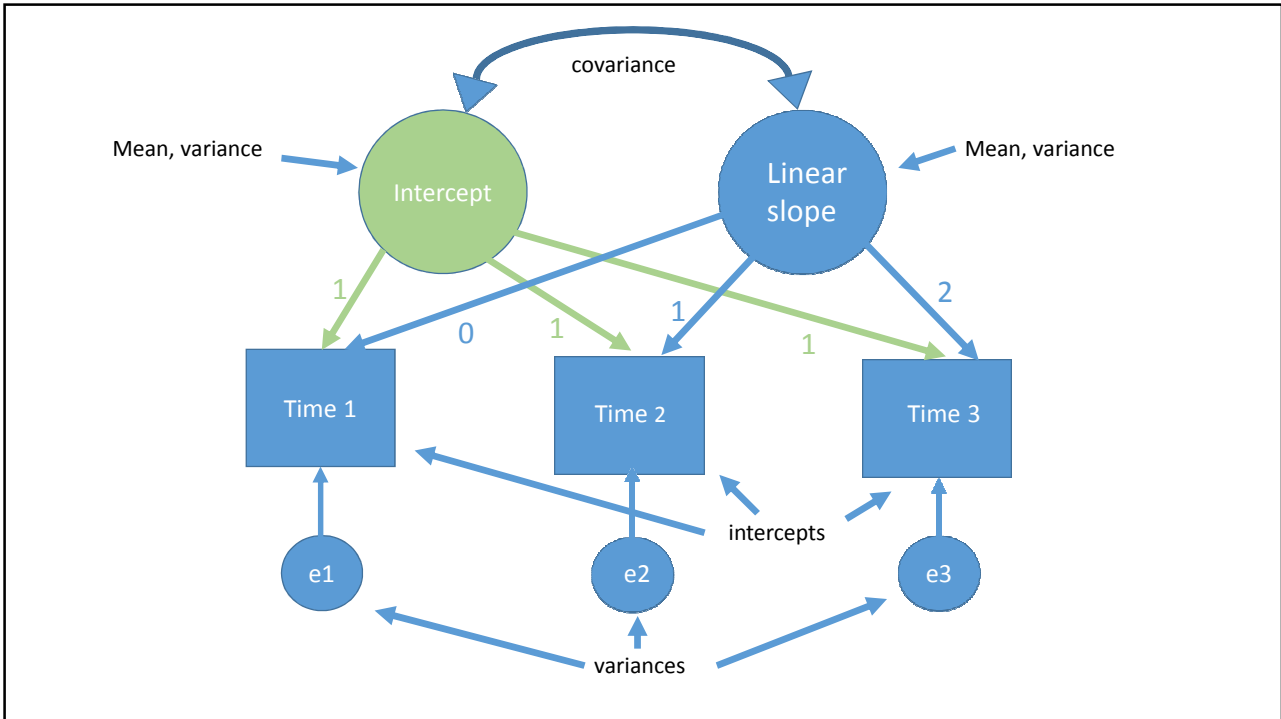 covariance
Mean, variance
Mean, variance
Intercept
Linear
slope
1
0
1
1
1
2
Time 1
Time 2
Time 3
intercepts
e1
e2
e3
variances